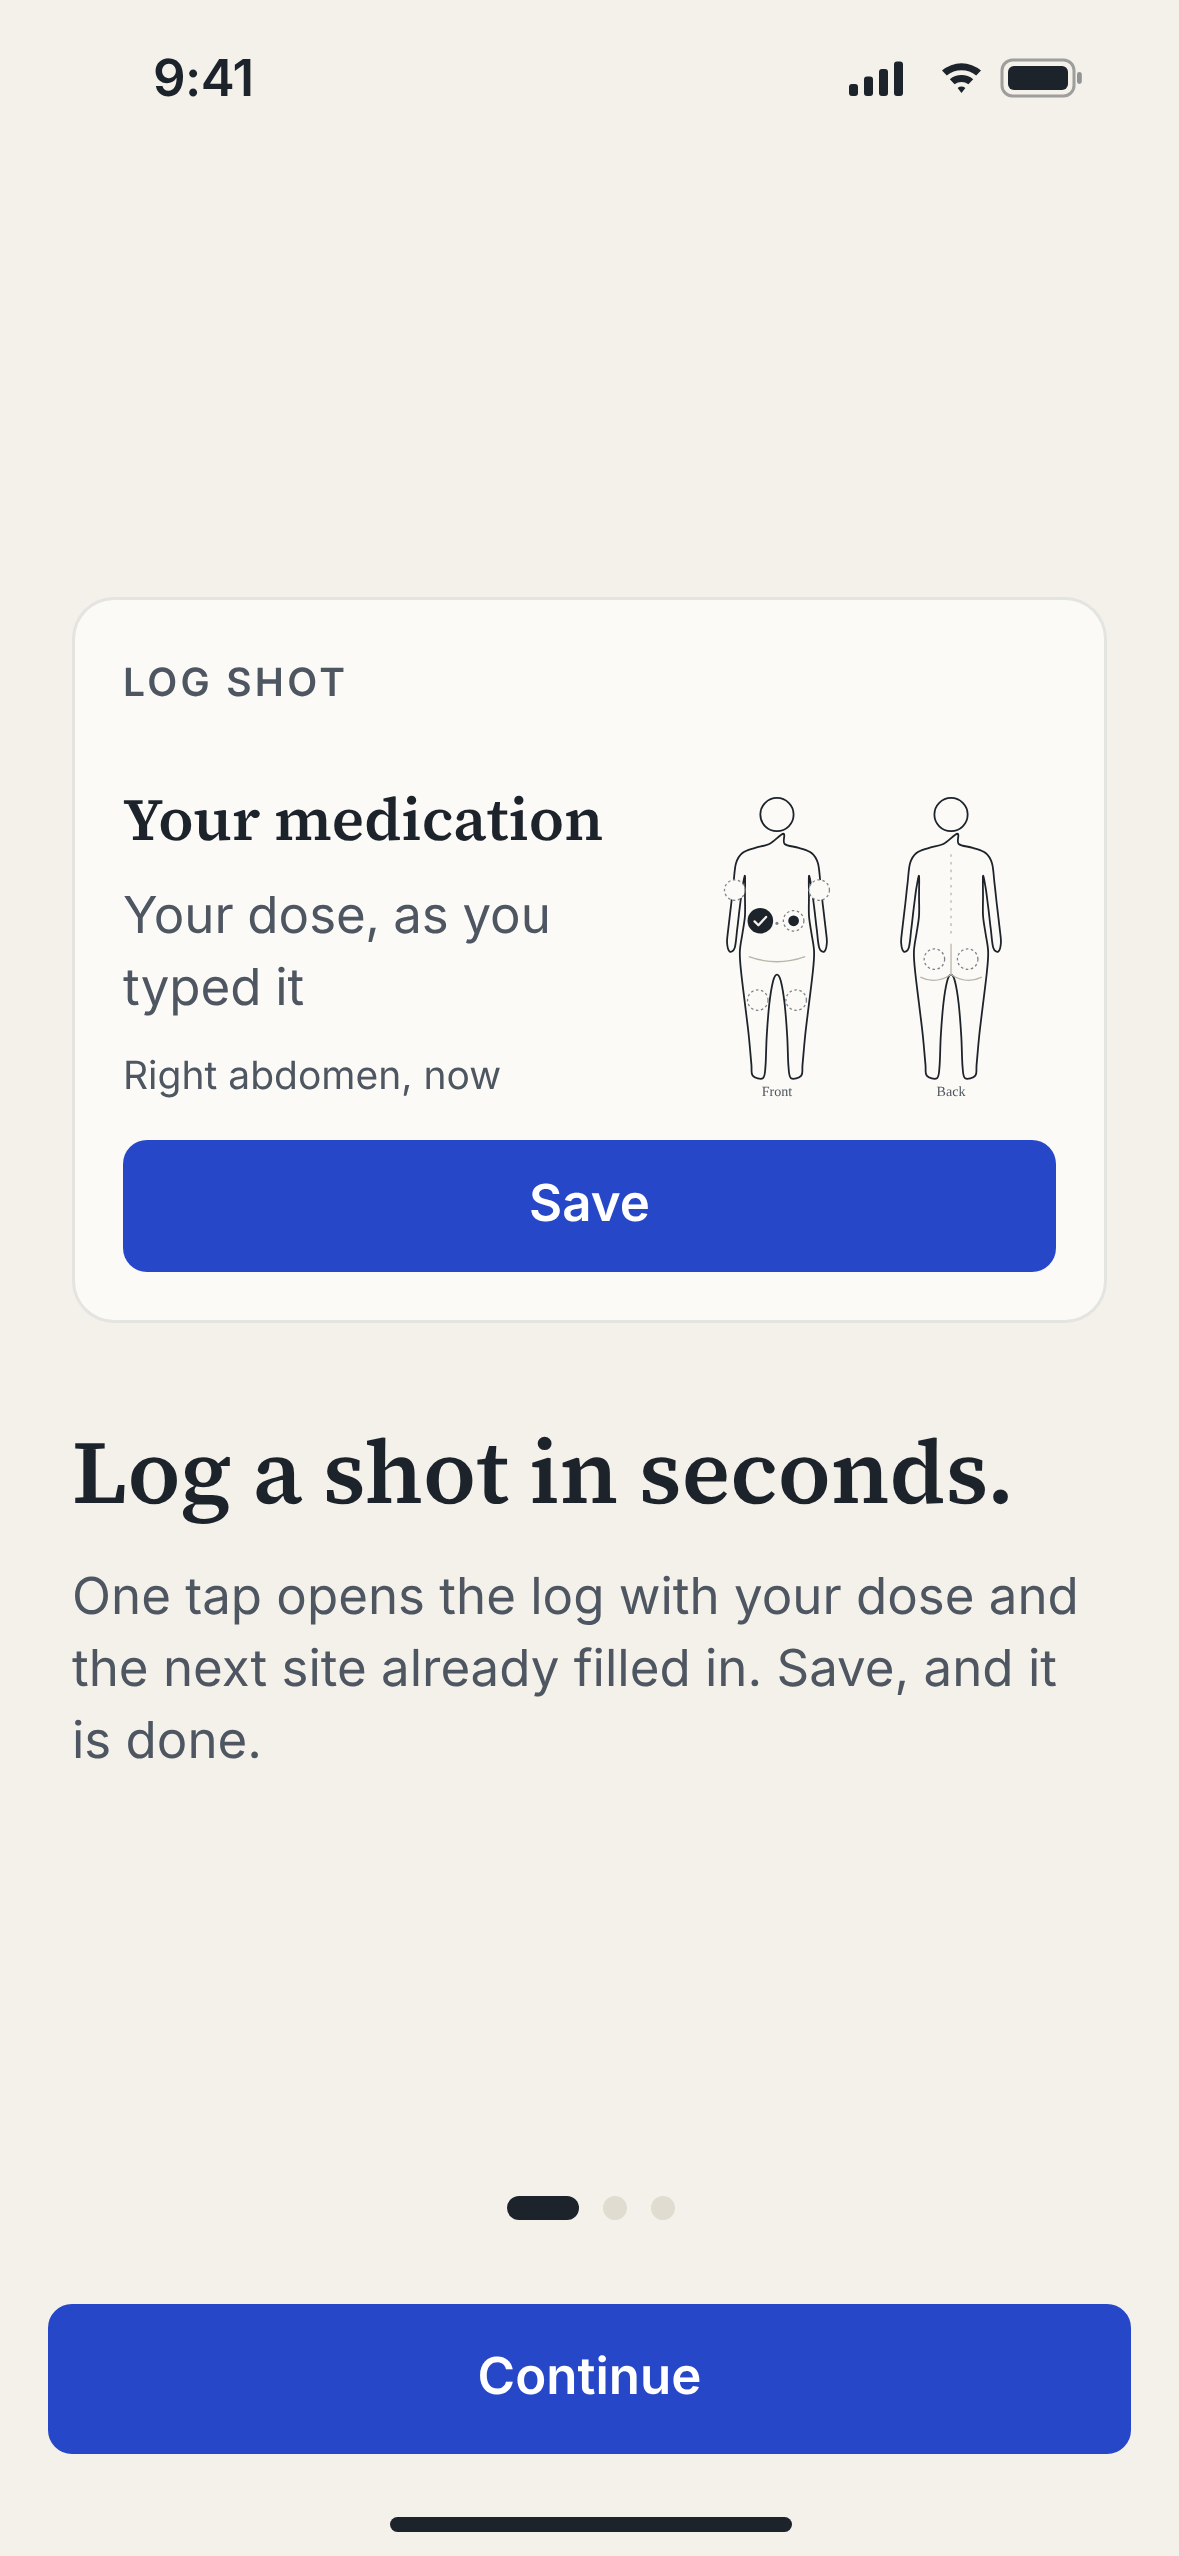 9:41
LOG SHOT
Your medication
Your dose, as you
typed it
Right abdomen, now
Front
Back
Save
Log a shot in seconds.
One tap opens the log with your dose and
the next site already filled in. Save, and it
is done.
Continue